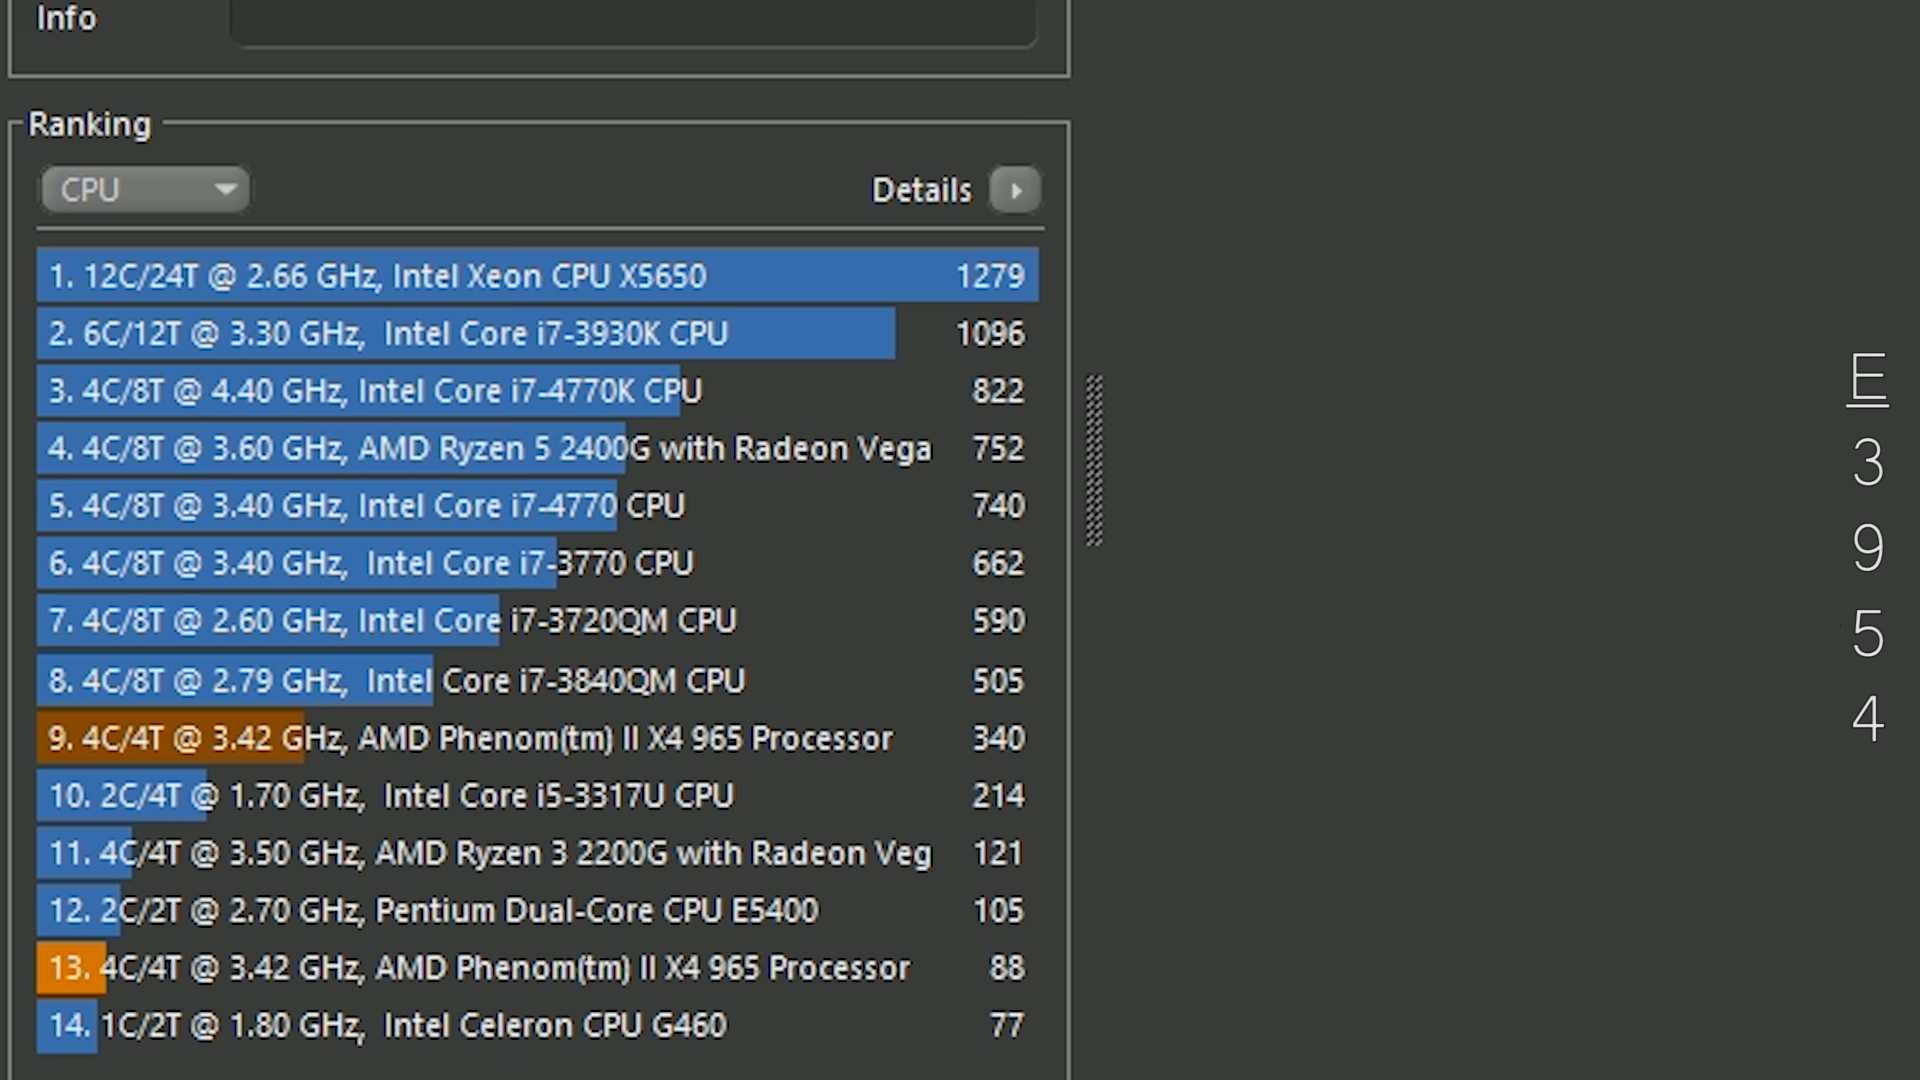 Info
Ranking
CPU
Details
1. 12C/24T @ 2.66 GHz, Intel Xeon CPU X5650 1279
2. 6C/12T @ 3.30 GHz,  Intel Core i7-3930K CPU 1096
3. 4C/8T @ 4.40 GHz, Intel Core i7-4770K CPU 822
4. 4C/8T @ 3.60 GHz, AMD Ryzen 5 2400G with Radeon Vega 752
5. 4C/8T @ 3.40 GHz, Intel Core i7-4770 CPU 740
6. 4C/8T @ 3.40 GHz,  Intel Core i7-3770 CPU 662
7. 4C/8T @ 2.60 GHz, Intel Core i7-3720QM CPU 590
8. 4C/8T @ 2.79 GHz,  Intel Core i7-3840QM CPU 505
9. 4C/4T @ 3.42 GHz, AMD Phenom(tm) II X4 965 Processor 340
10. 2C/4T @ 1.70 GHz,  Intel Core i5-3317U CPU 214
11. 4C/4T @ 3.50 GHz, AMD Ryzen 3 2200G with Radeon Veg 121
12. 2C/2T @ 2.70 GHz, Pentium Dual-Core CPU E5400 105
13. 4C/4T @ 3.42 GHz, AMD Phenom(tm) II X4 965 Processor 88
14. 1C/2T @ 1.80 GHz,  Intel Celeron CPU G460 77
E
3
9
5
4